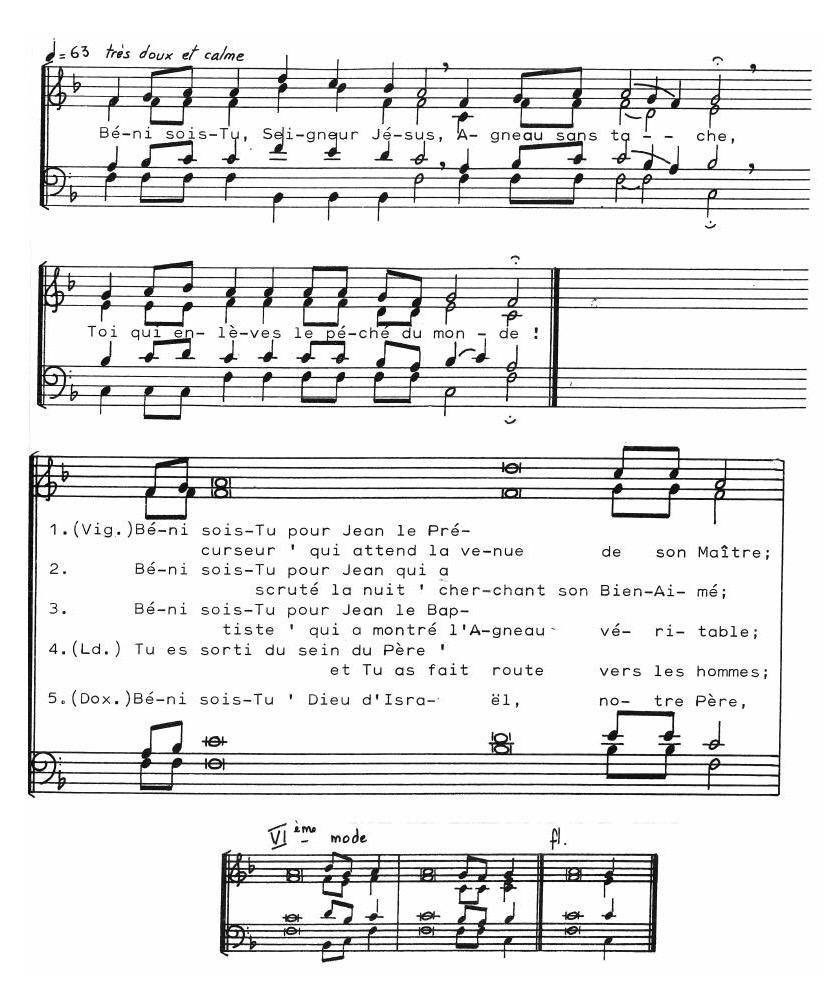 ♩=63 très doux et calme
Bé-ni sois-Tu, Sei-gneur Jé-sus, A- gneau sans ta - - che,
Toi qui en- lè-ves le pé-ché du mon - de !
1.(Vig.)Bé-ni sois-Tu pour Jean le Pré-
curseur ' qui attend la ve-nue de son Maître;
2. Bé-ni sois-Tu pour Jean qui a
scruté la nuit ' cher-chant son Bien-Ai- mé;
3. Bé-ni sois-Tu pour Jean le Bap-
tiste ' qui a montré l'A-gneau vé- ri- table;
4.(Ld.) Tu es sorti du sein du Père '
et Tu as fait route vers les hommes;
5.(Dox.)Bé-ni sois-Tu ' Dieu d'Isra- ël, no- tre Père,
VI ème mode fl.